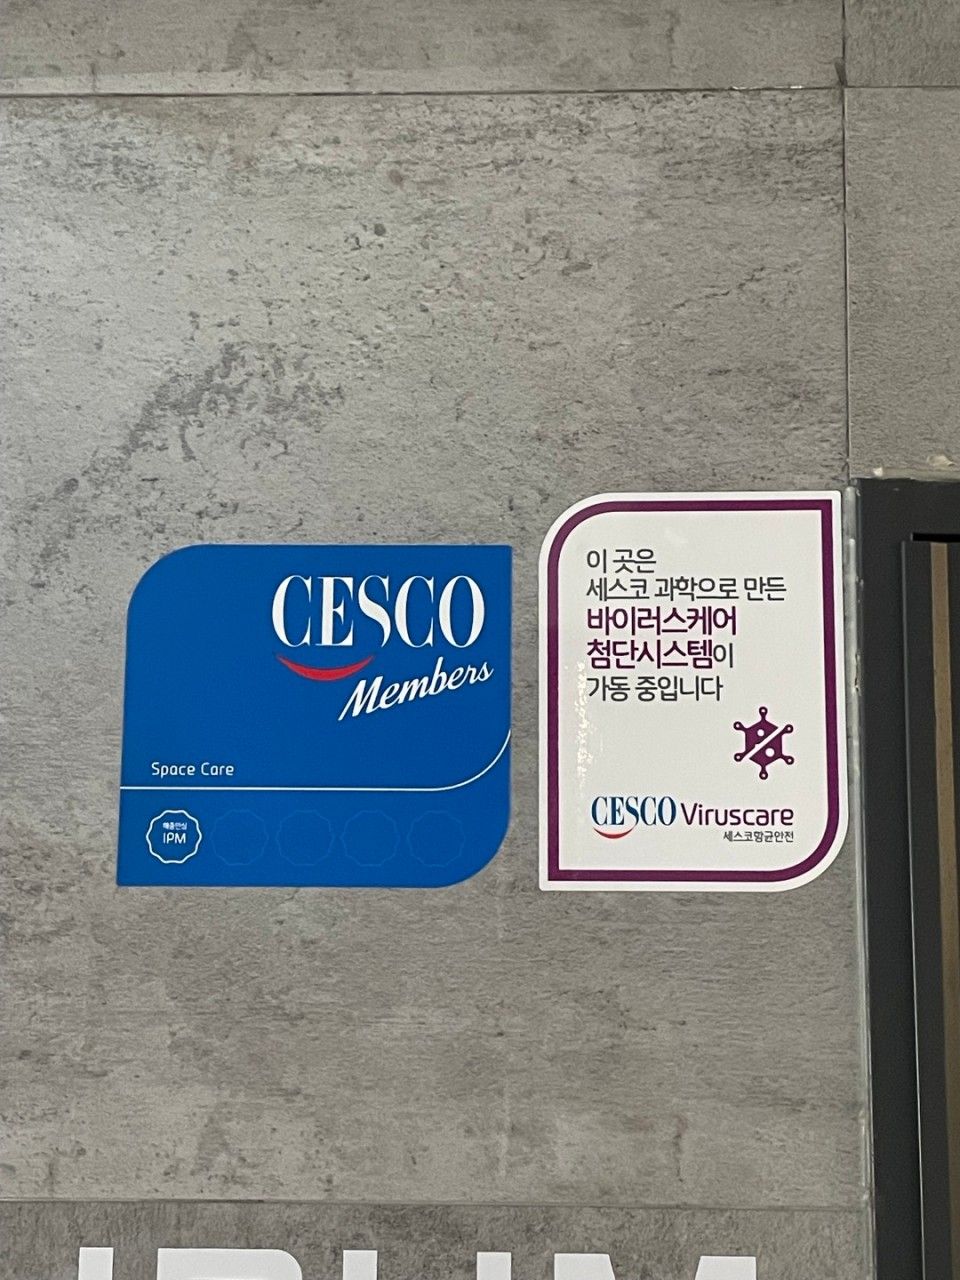 CESCO
Members
Space Care
해충안심
IPM
이 곳은
세스코 과학으로 만든
바이러스케어
첨단시스템이
가동 중입니다
CESCO Viruscare
세스코항균안전